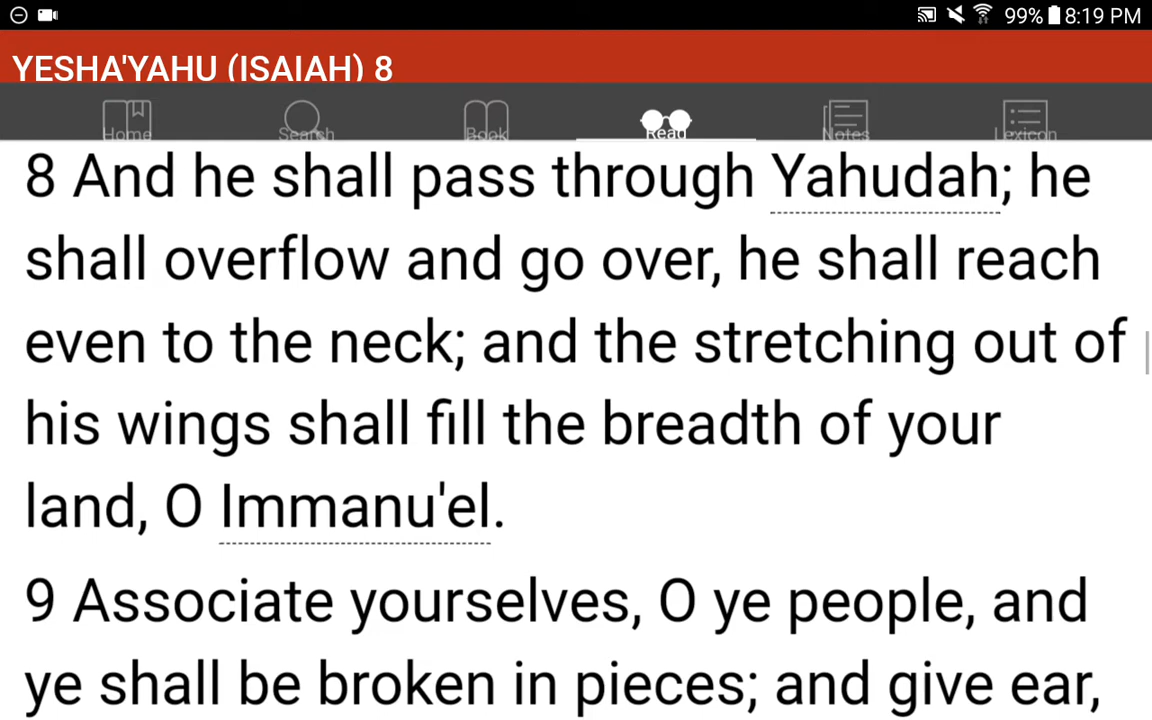 99% 8:19 PM
YESHA'YAHU (ISAIAH) 8
Home Search Book Read Notes Lexicon
8 And he shall pass through Yahudah; he
shall overflow and go over, he shall reach
even to the neck; and the stretching out of
his wings shall fill the breadth of your
land, O Immanu'el.
9 Associate yourselves, O ye people, and
ye shall be broken in pieces; and give ear,